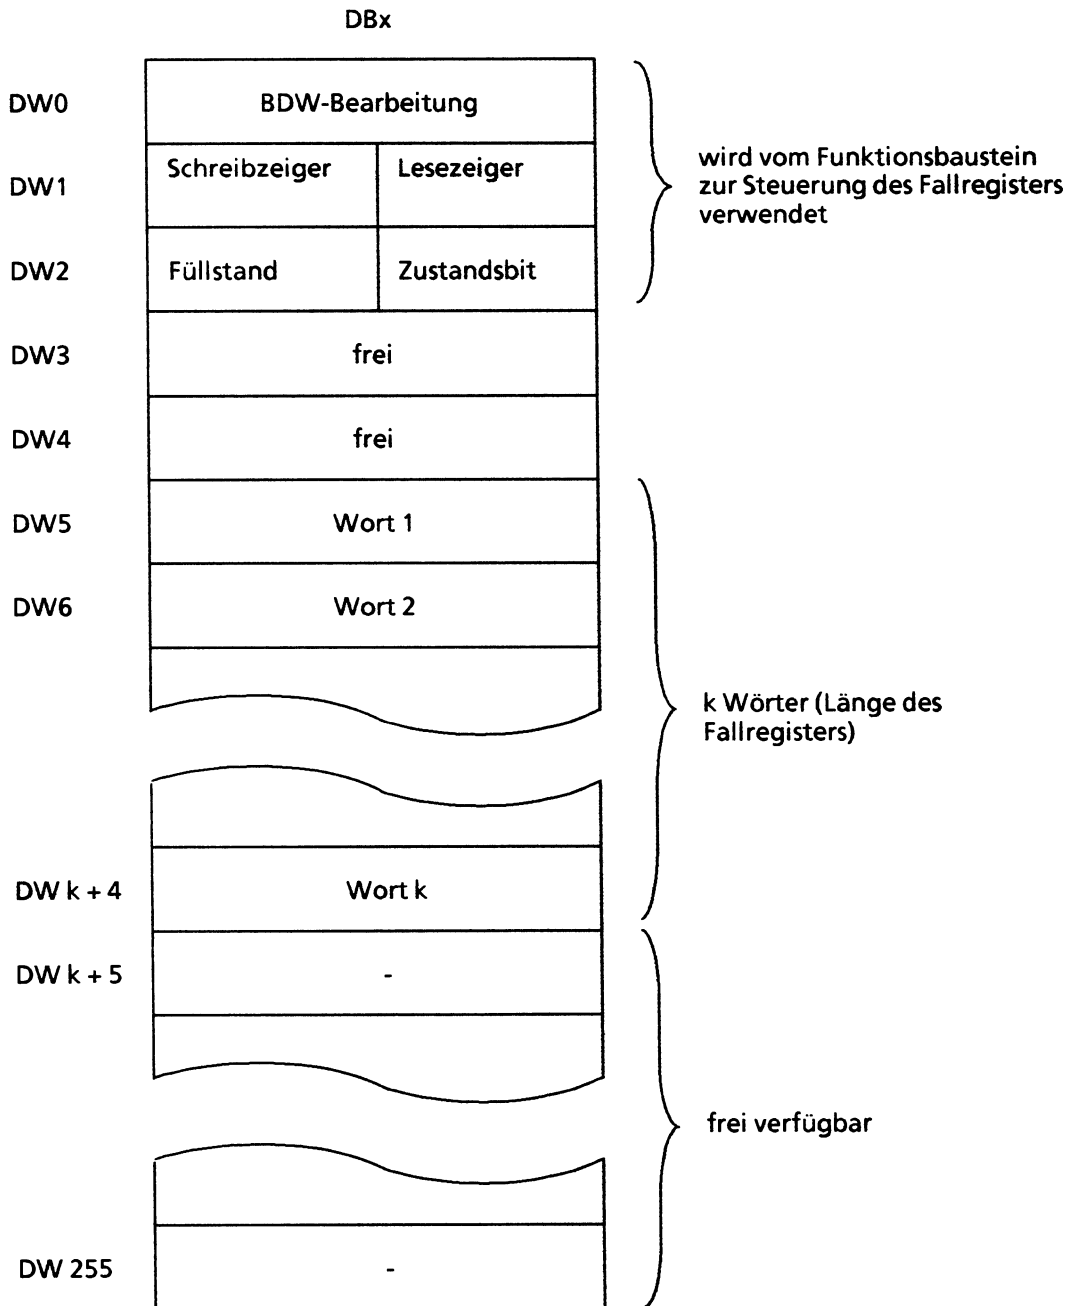 DBx
DW0 BDW-Bearbeitung
DW1 Schreibzeiger Lesezeiger
wird vom Funktionsbaustein
zur Steuerung des Fallregisters
verwendet
DW2 Füllstand Zustandsbit
DW3 frei
DW4 frei
DW5 Wort 1
DW6 Wort 2
k Wörter (Länge des
Fallregisters)
DW k + 4 Wort k
DW k + 5 -
frei verfügbar
DW 255 -